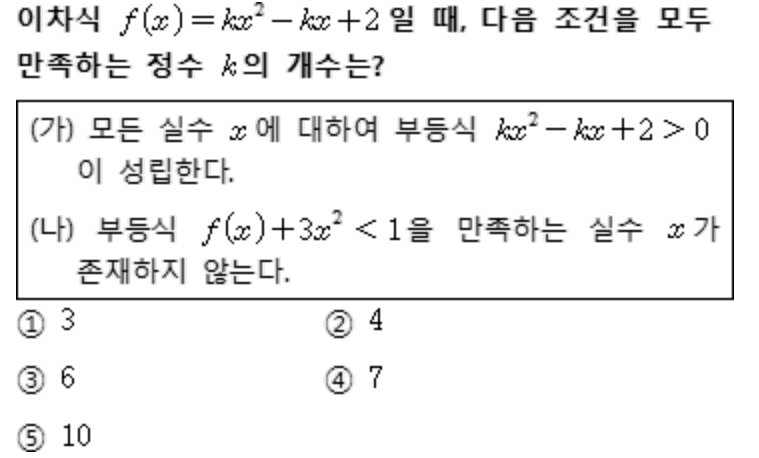 이차식 f(x)=kx²−kx+2 일 때, 다음 조건을 모두
만족하는 정수 k의 개수는?
(가) 모든 실수 x에 대하여 부등식 kx²−kx+2>0
이 성립한다.
(나) 부등식 f(x)+3x²<1을 만족하는 실수 x가
존재하지 않는다.
① 3 ② 4
③ 6 ④ 7
⑤ 10